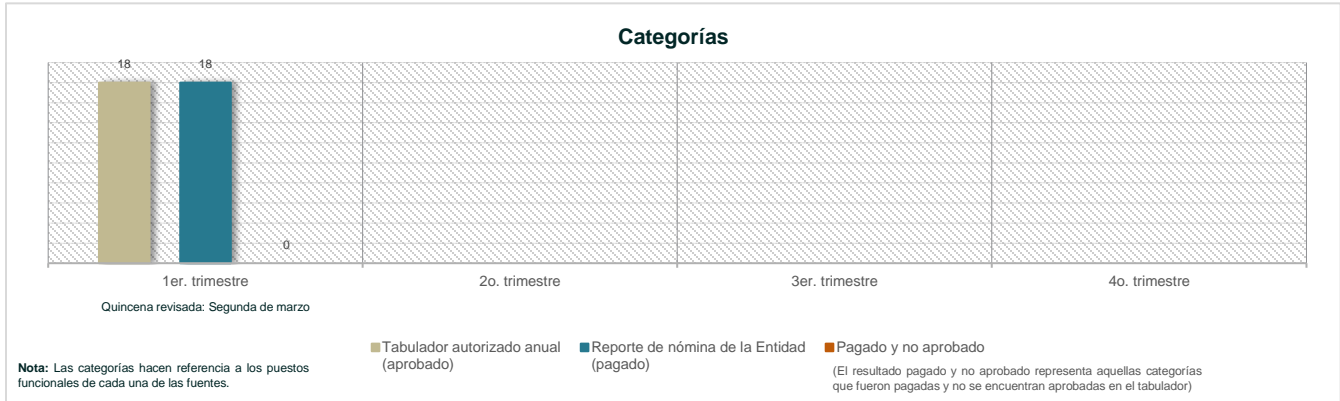 Categorías
18
18
0
1er. trimestre
2o. trimestre
3er. trimestre
4o. trimestre
Quincena revisada: Segunda de marzo
Tabulador autorizado anual
(aprobado)
Reporte de nómina de la Entidad
(pagado)
Pagado y no aprobado
(El resultado pagado y no aprobado representa aquellas categorías
que fueron pagadas y no se encuentran aprobadas en el tabulador)
Nota: Las categorías hacen referencia a los puestos
funcionales de cada una de las fuentes.